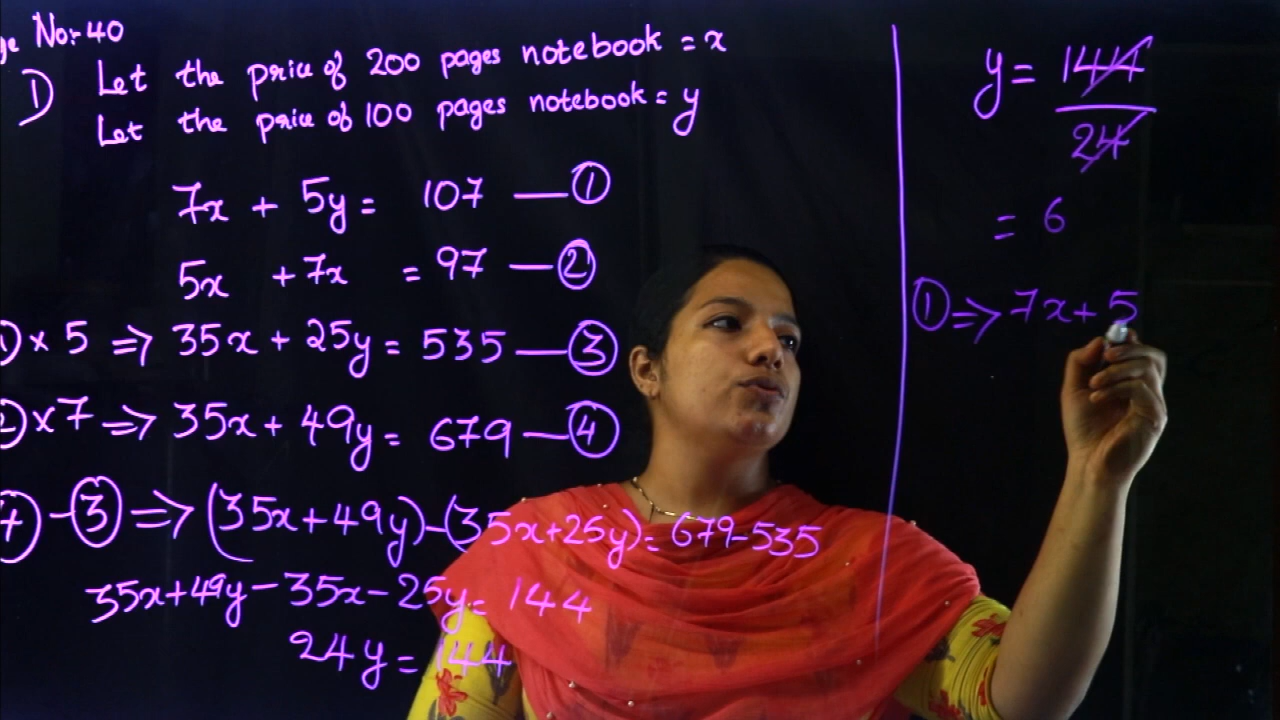 ge No:- 40
1) Let the price of 200 pages notebook = x
Let the price of 100 pages notebook = y
7x + 5y = 107 — ①
5x + 7x = 97 — ②
① × 5 ⇒ 35x + 25y = 535 — ③
② × 7 ⇒ 35x + 49y = 679 — ④
④ - ③ ⇒ (35x + 49y) - (35x + 25y) = 679 - 535
35x + 49y - 35x - 25y = 144
24y = 144
y = 144/24
= 6
① ⇒ 7x + 5